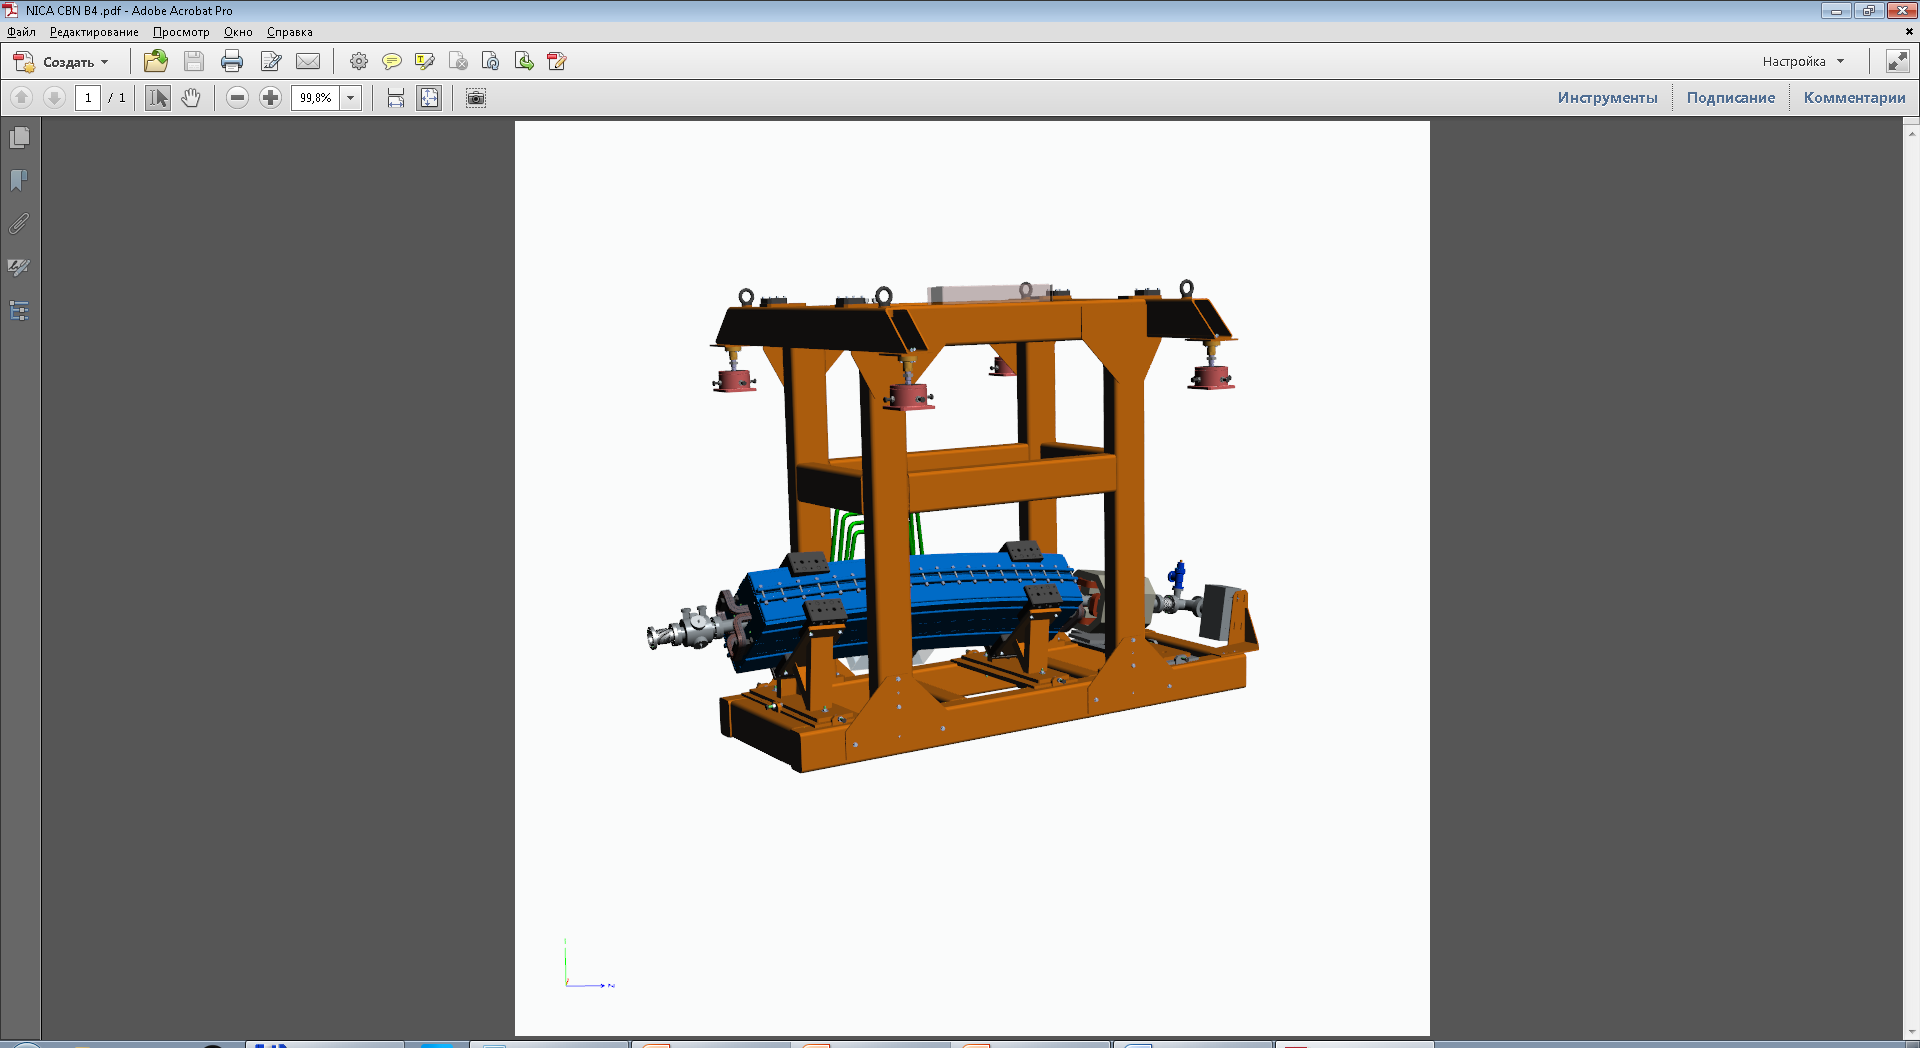 NICA CBN B4 .pdf - Adobe Acrobat Pro
Файл Редактирование Просмотр Окно Справка
Создать
Настройка
1 / 1
99,8%
Инструменты
Подписание
Комментарии